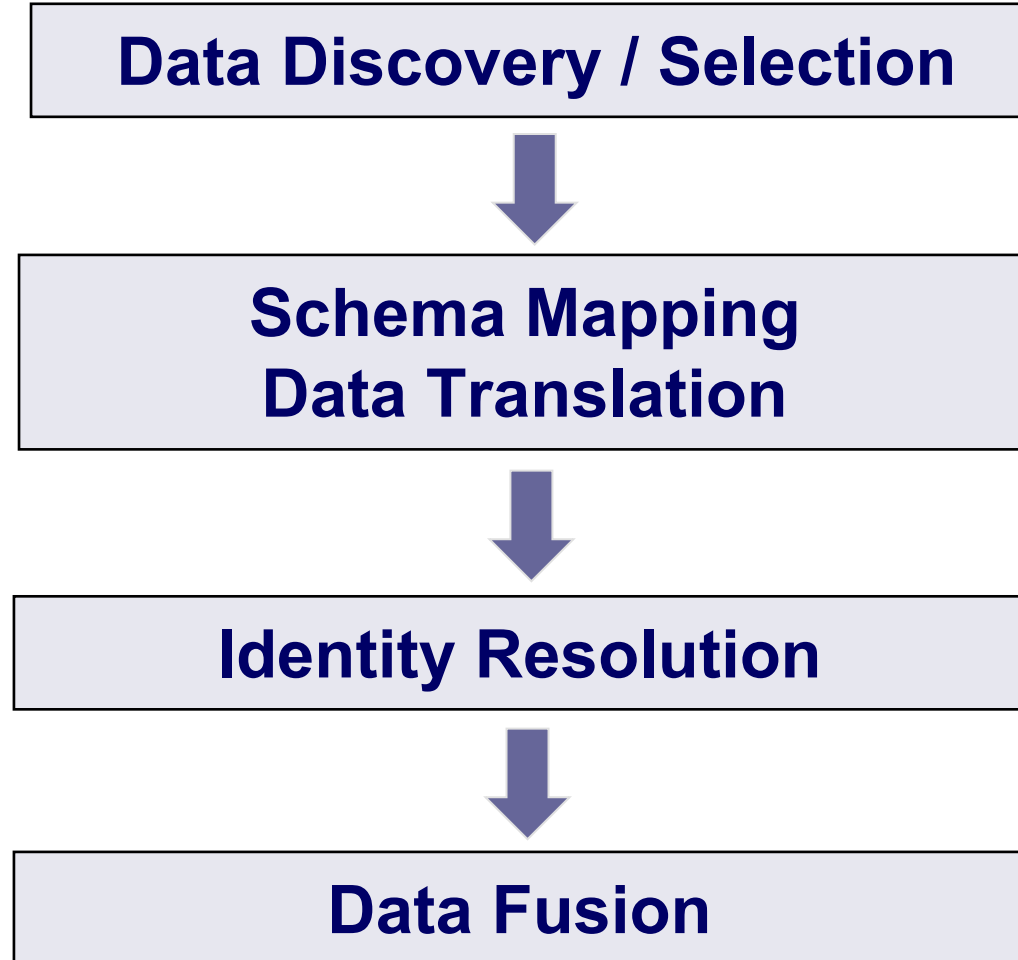 Data Discovery / Selection
Schema Mapping
Data Translation
Identity Resolution
Data Fusion